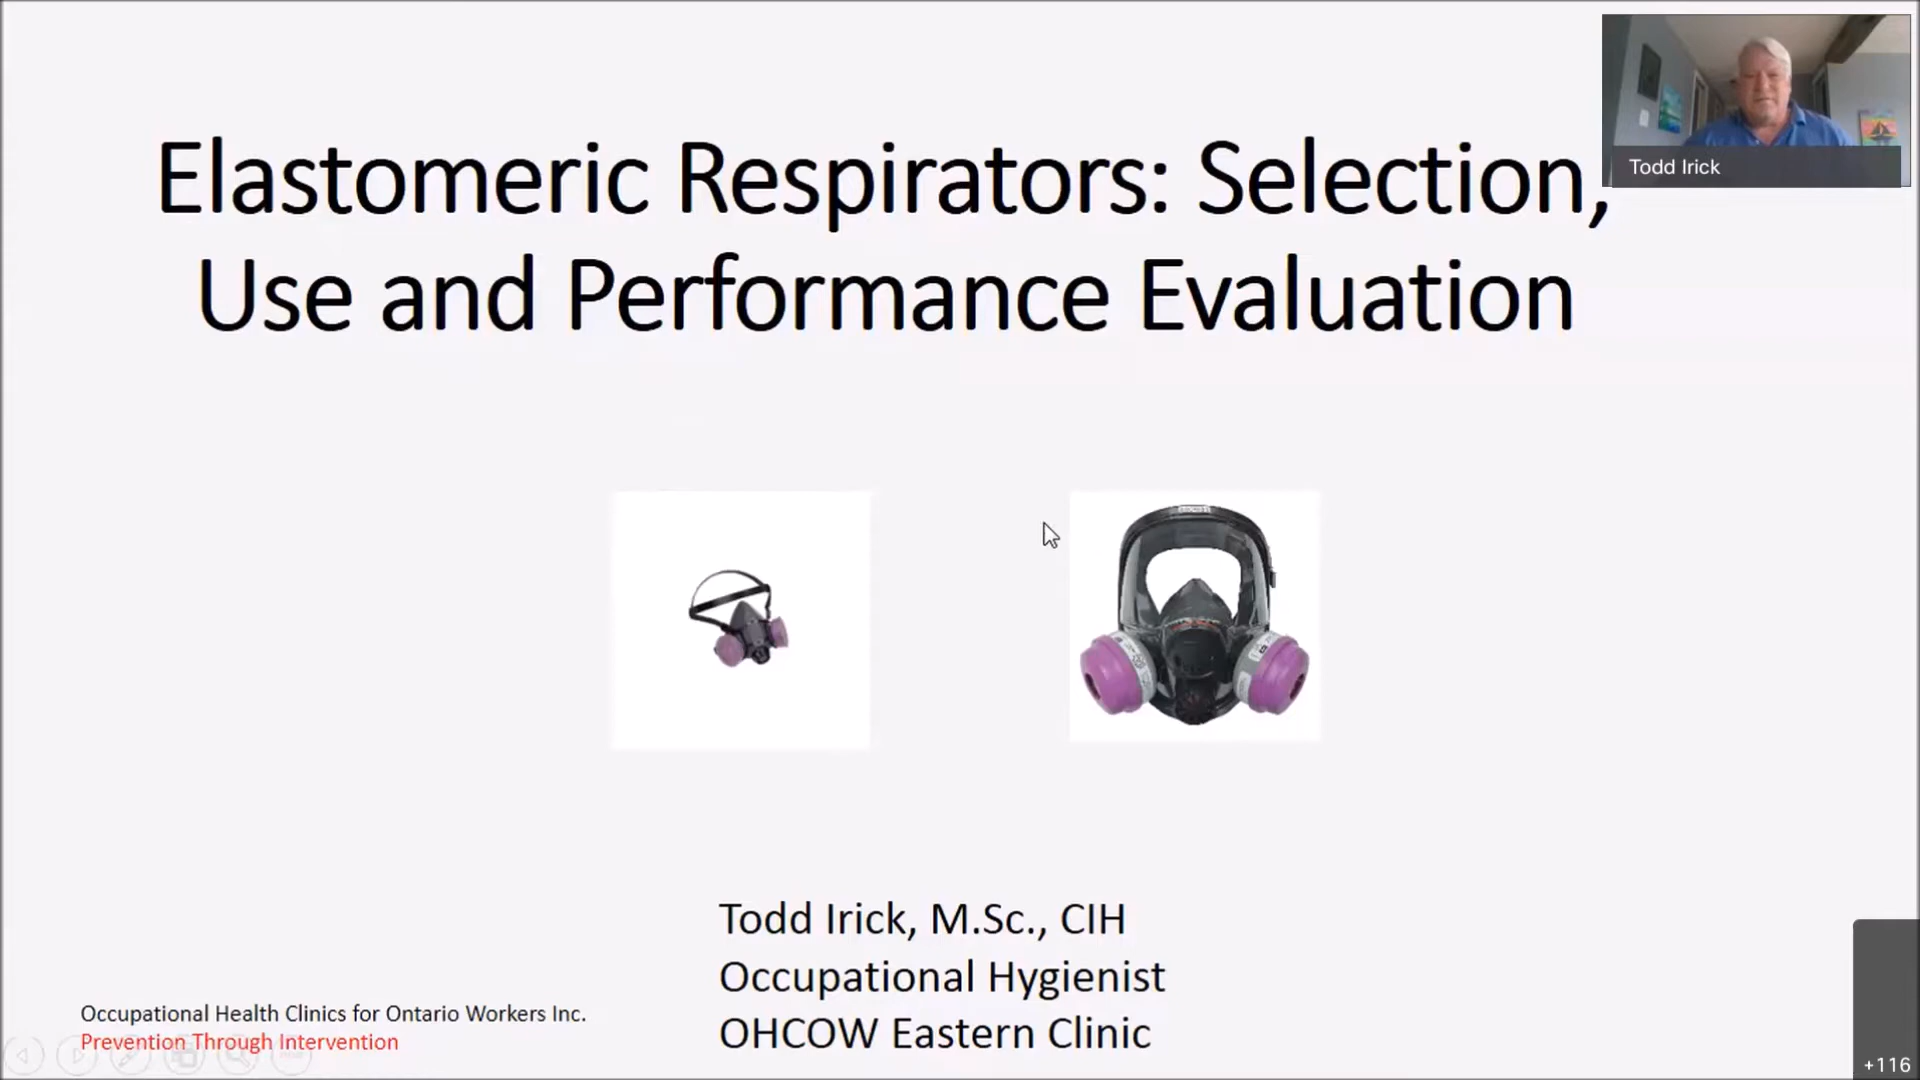 Elastomeric Respirators: Selection,
Use and Performance Evaluation
Todd Irick
Todd Irick, M.Sc., CIH
Occupational Hygienist
OHCOW Eastern Clinic
Occupational Health Clinics for Ontario Workers Inc.
Prevention Through Intervention
+116